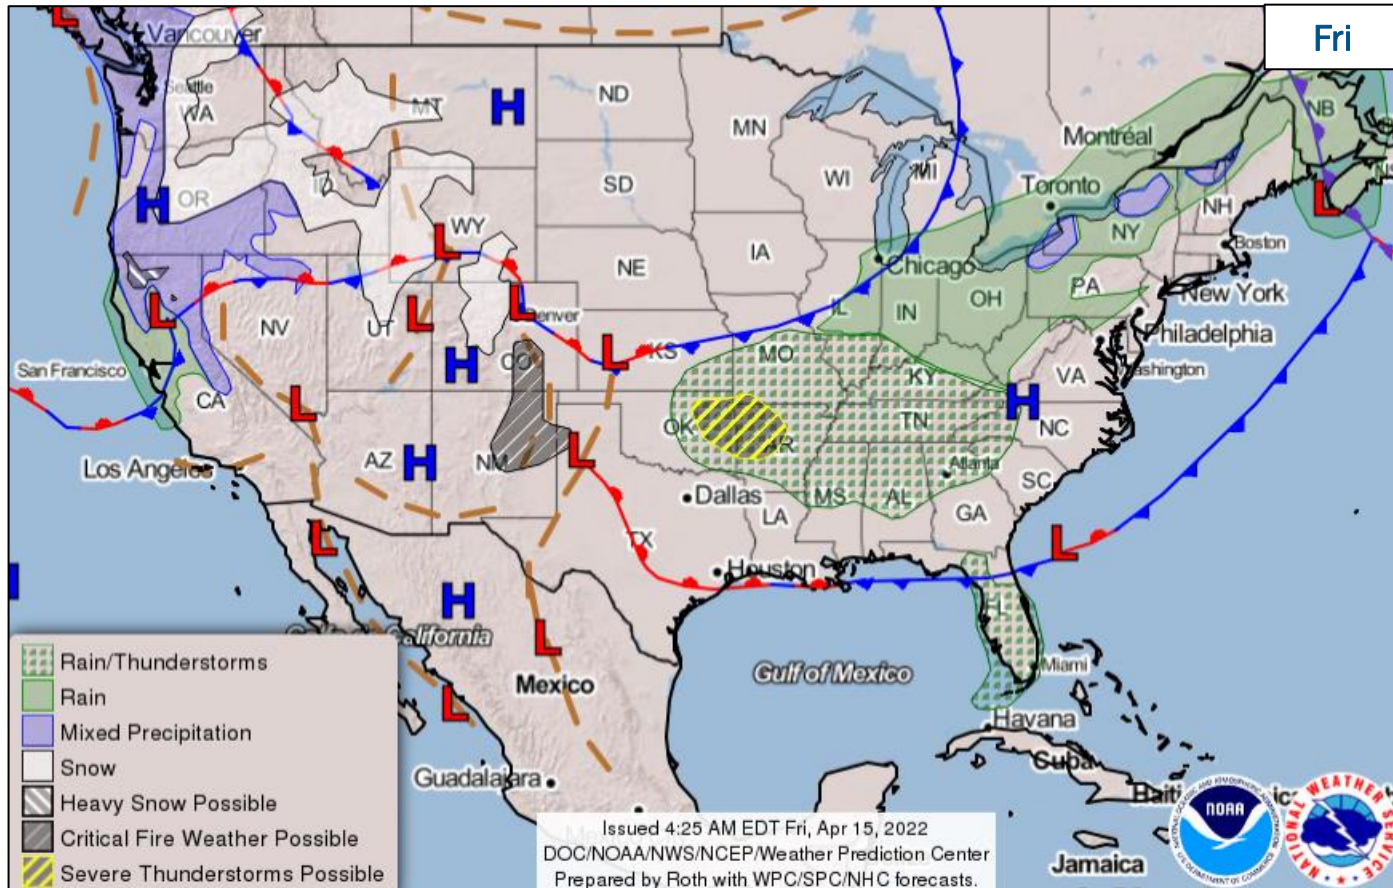 Fri
Vancouver
Seattle
WA
MT
ND
MN
Montréal
NB
NS
OR
ID
SD
WI
MI
Toronto
NH
WY
NY
Boston
IA
NE
Chicago
PA
New York
NV
UT
Denver
IL
IN
OH
Philadelphia
San Francisco
CO
KS
MO
KY
VA
Washington
CA
OK
AR
TN
NC
Los Angeles
AZ
NM
Atlanta
SC
Dallas
MS
AL
GA
LA
TX
Houston
FL
California
Miami
Gulf of Mexico
Mexico
Havana
Cuba
Guadalajara
Jamaica
H
L
Rain/Thunderstorms
Rain
Mixed Precipitation
Snow
Heavy Snow Possible
Critical Fire Weather Possible
Severe Thunderstorms Possible
Issued 4:25 AM EDT Fri, Apr 15, 2022
DOC/NOAA/NWS/NCEP/Weather Prediction Center
Prepared by Roth with WPC/SPC/NHC forecasts.
NOAA
NATIONAL WEATHER SERVICE